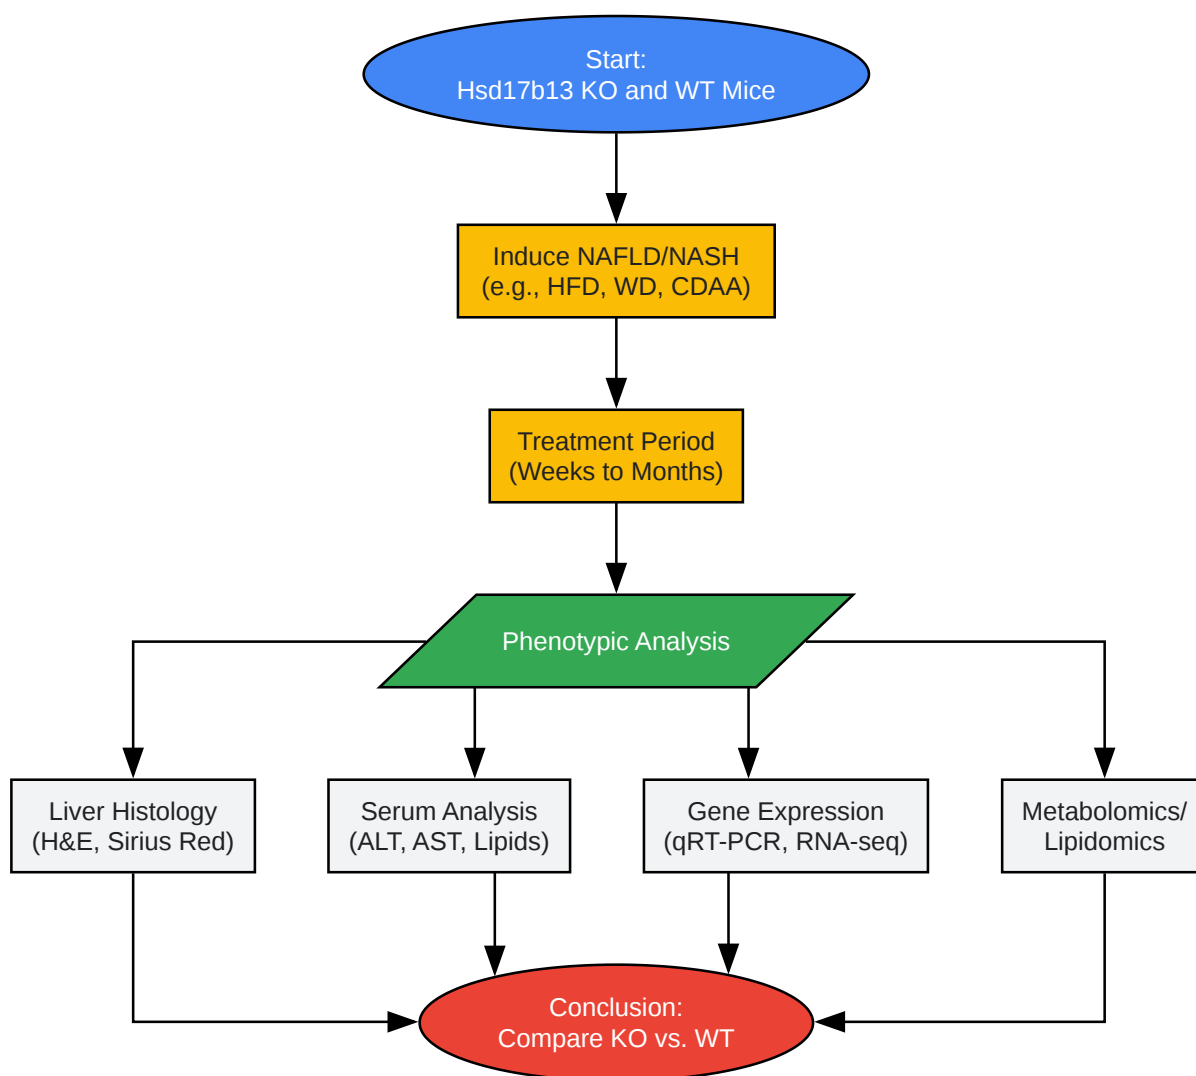 Start:
Hsd17b13 KO and WT Mice
Induce NAFLD/NASH
(e.g., HFD, WD, CDAA)
Treatment Period
(Weeks to Months)
Phenotypic Analysis
Liver Histology
(H&E, Sirius Red)
Serum Analysis
(ALT, AST, Lipids)
Gene Expression
(qRT-PCR, RNA-seq)
Metabolomics/
Lipidomics
Conclusion:
Compare KO vs. WT